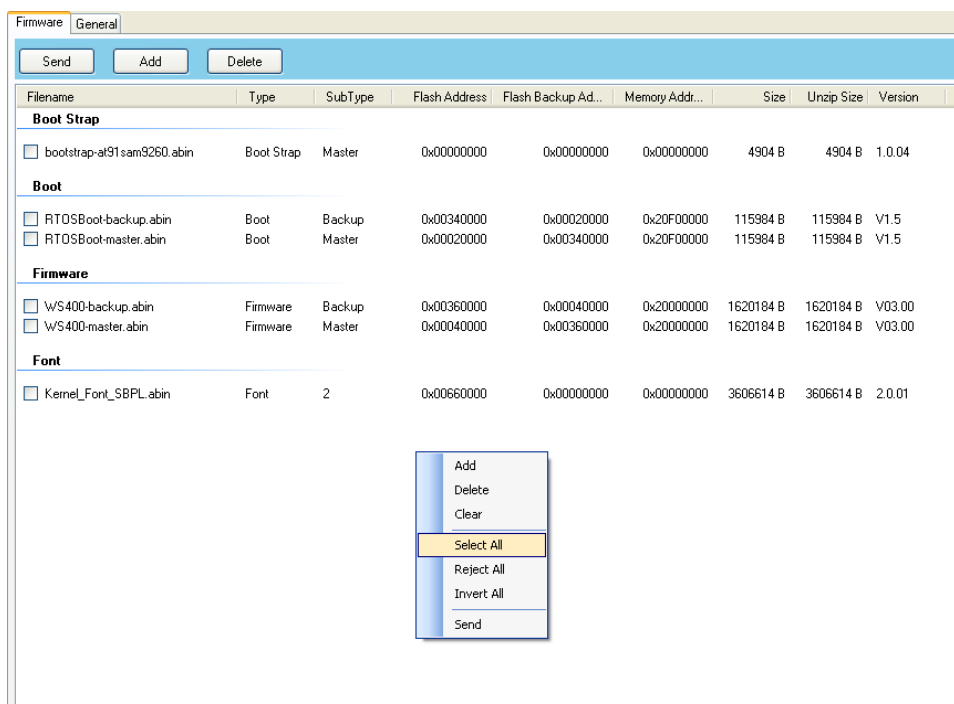 Firmware General
Send Add Delete
Filename Type SubType Flash Address Flash Backup Ad... Memory Addr... Size Unzip Size Version
Boot Strap
bootstrap-at91sam9260.abin Boot Strap Master 0x00000000 0x00000000 0x00000000 4904 B 4904 B 1.0.04
Boot
RTOSBoot-backup.abin Boot Backup 0x00340000 0x00020000 0x20F00000 115984 B 115984 B V1.5
RTOSBoot-master.abin Boot Master 0x00020000 0x00340000 0x20F00000 115984 B 115984 B V1.5
Firmware
WS400-backup.abin Firmware Backup 0x00360000 0x00040000 0x20000000 1620184 B 1620184 B V03.00
WS400-master.abin Firmware Master 0x00040000 0x00360000 0x20000000 1620184 B 1620184 B V03.00
Font
Kernel_Font_SBPL.abin Font 2 0x00660000 0x00000000 0x00000000 3606614 B 3606614 B 2.0.01
Add
Delete
Clear
Select All
Reject All
Invert All
Send